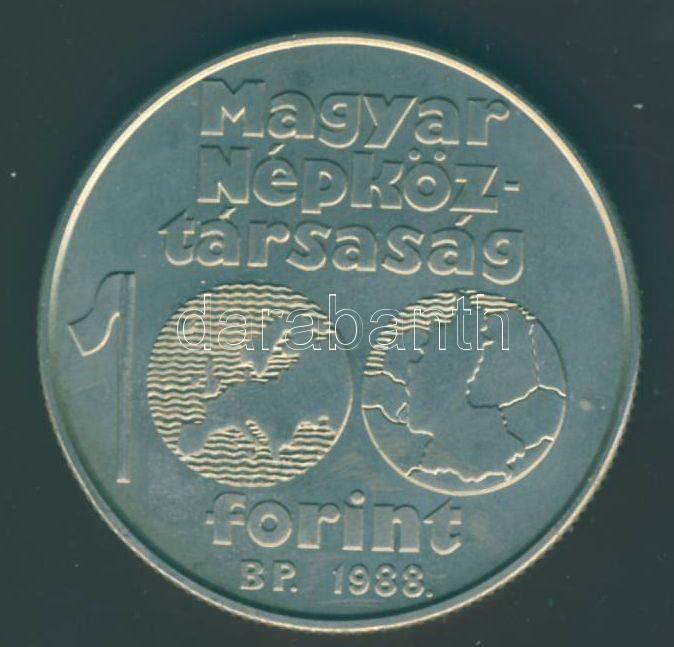 Magyar
Népköz-
társaság
100
darabanth
forint
BP. 1988.